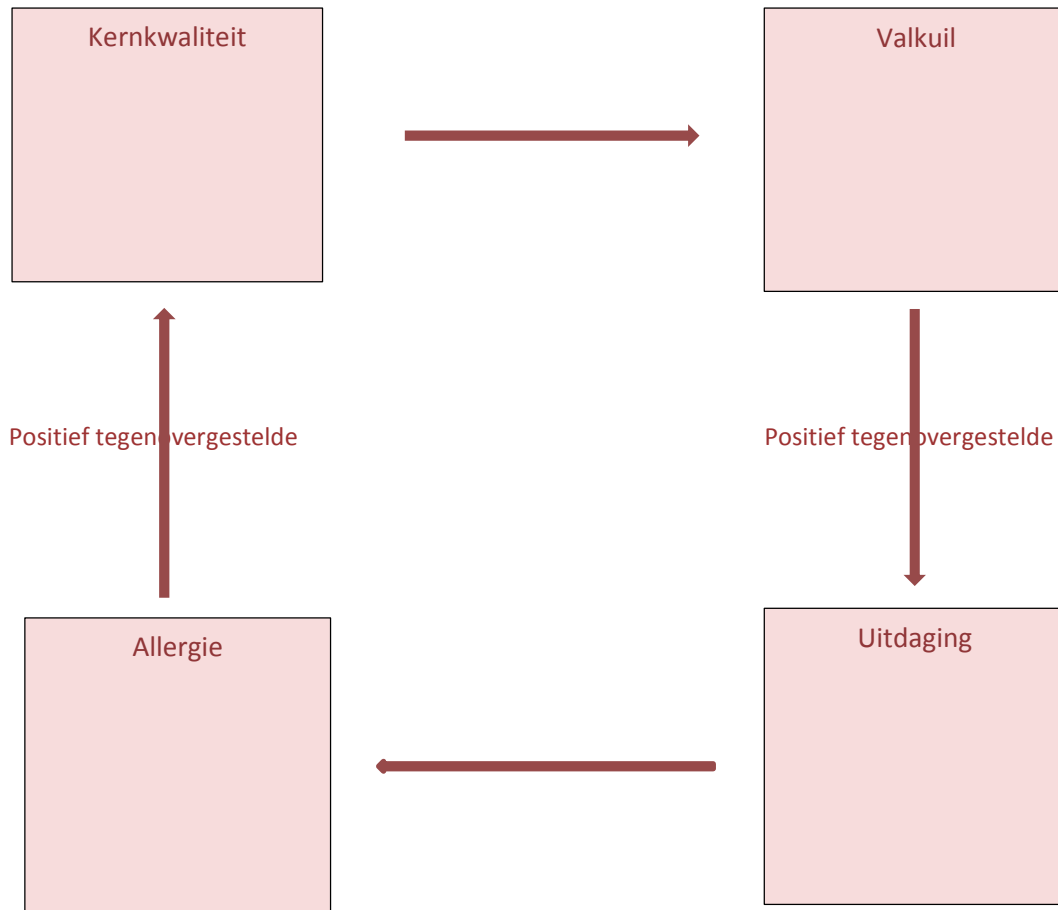 Kernkwaliteit
Valkuil
Positief tegenovergestelde
Positief tegenovergestelde
Allergie
Uitdaging